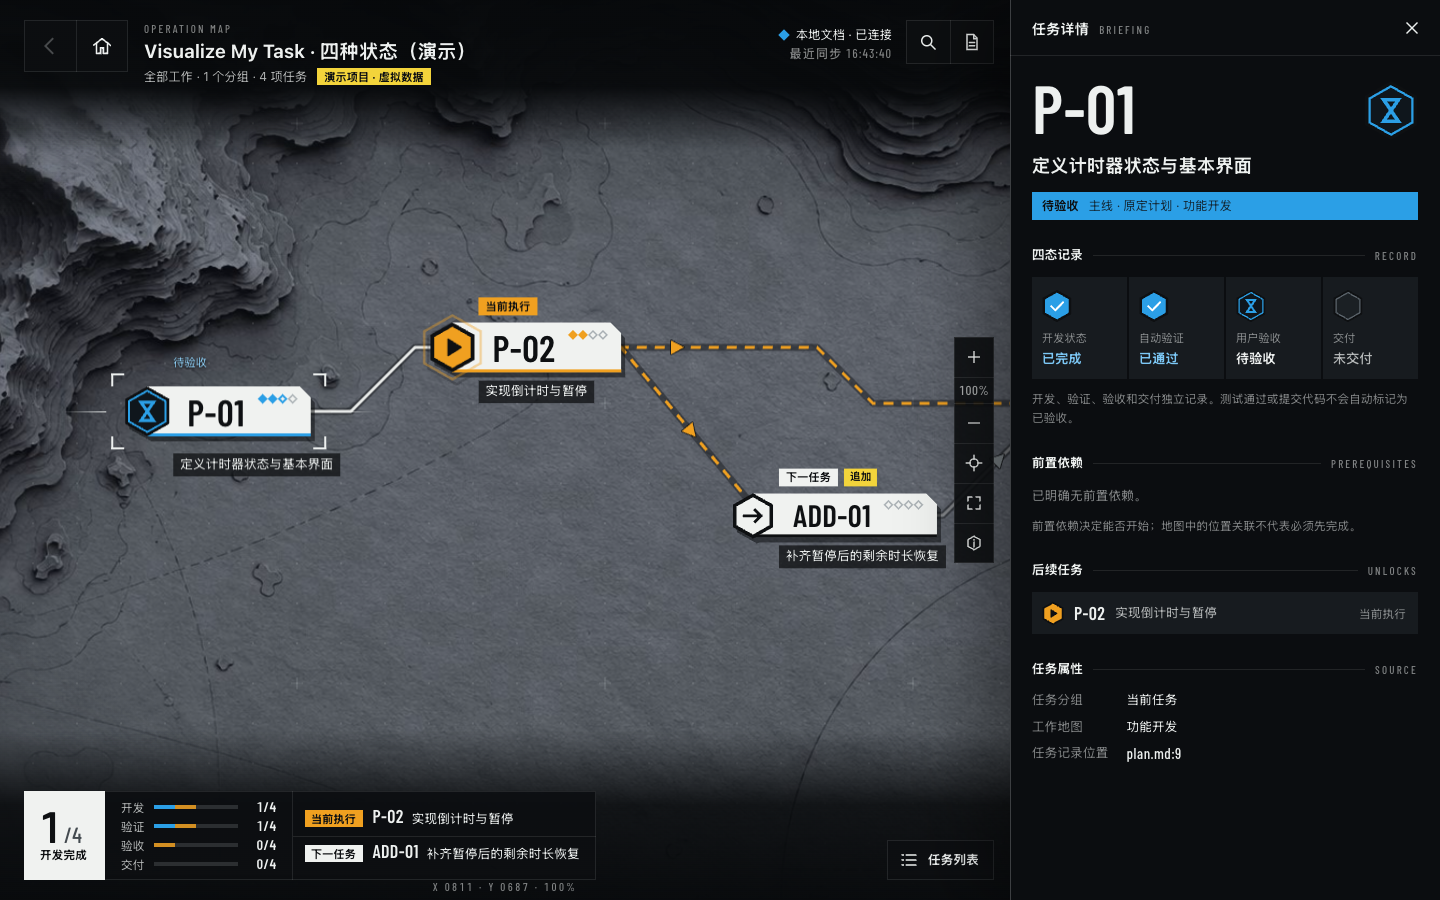 OPERATION MAP
Visualize My Task · 四种状态（演示）
全部工作 · 1 个分组 · 4 项任务
演示项目 · 虚拟数据
本地文档 · 已连接
最近同步 16:43:40
待验收
P-01
定义计时器状态与基本界面
当前执行
P-02
实现倒计时与暂停
下一任务 追加
ADD-01
补齐暂停后的剩余时长恢复
100%
1/4
开发完成
开发 1/4
验证 1/4
验收 0/4
交付 0/4
当前执行 P-02 实现倒计时与暂停
下一任务 ADD-01 补齐暂停后的剩余时长恢复
X 0811 · Y 0687 · 100%
任务列表
任务详情 BRIEFING
P-01
定义计时器状态与基本界面
待验收 主线 · 原定计划 · 功能开发
四态记录 RECORD
开发状态
已完成
自动验证
已通过
用户验收
待验收
交付
未交付
开发、验证、验收和交付独立记录。测试通过或提交代码不会自动标记为
已验收。
前置依赖 PREREQUISITES
已明确无前置依赖。
前置依赖决定能否开始；地图中的位置关联不代表必须先完成。
后续任务 UNLOCKS
P-02 实现倒计时与暂停 当前执行
任务属性 SOURCE
任务分组 当前任务
工作地图 功能开发
任务记录位置 plan.md:9